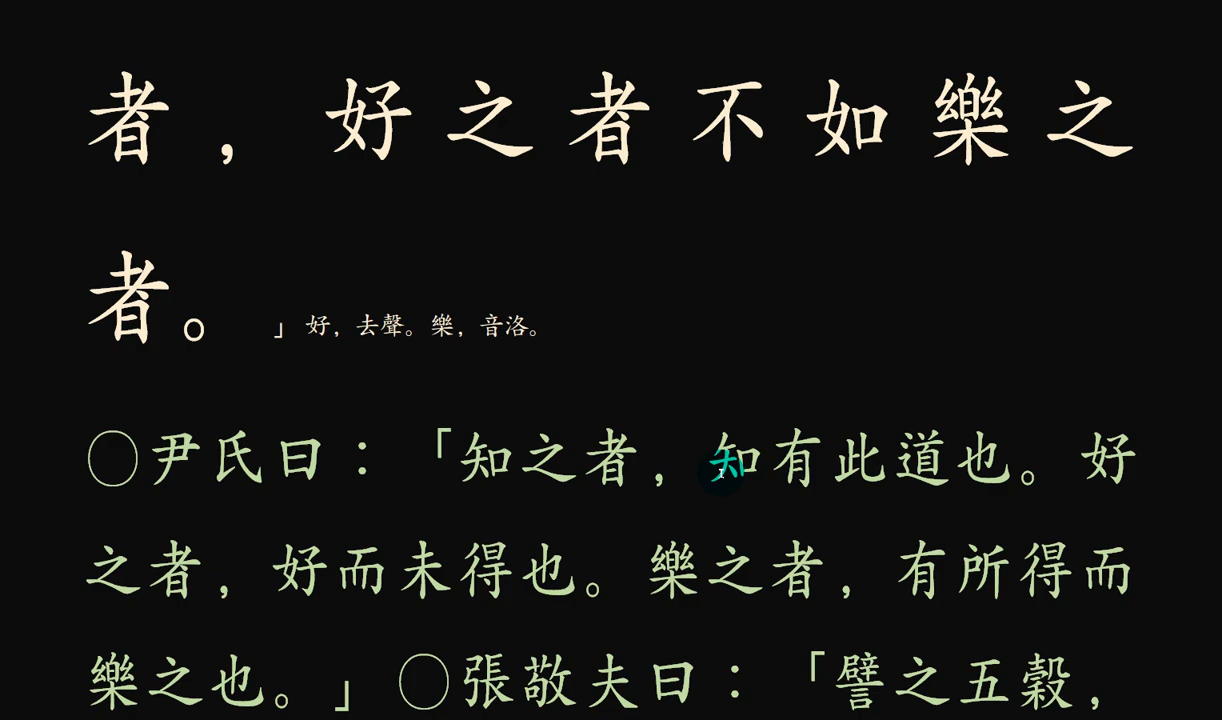 者，好之者不如樂之
者。」好，去聲。樂，音洛。
◯尹氏曰：「知之者，知有此道也。好
之者，好而未得也。樂之者，有所得而
樂之也。」◯張敬夫曰：「譬之五穀，